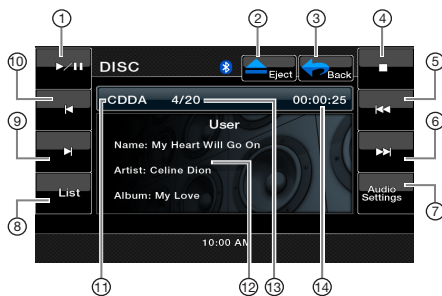 ① ② ③ ④
DISC Eject Back
⑩ ⑤
CDDA 4/20 00:00:25
User
⑨ Name: My Heart Will Go On ⑥
Artist: Celine Dion
List Audio Settings
Album: My Love
⑧ ⑦
10:00 AM
⑪ ⑫ ⑬ ⑭